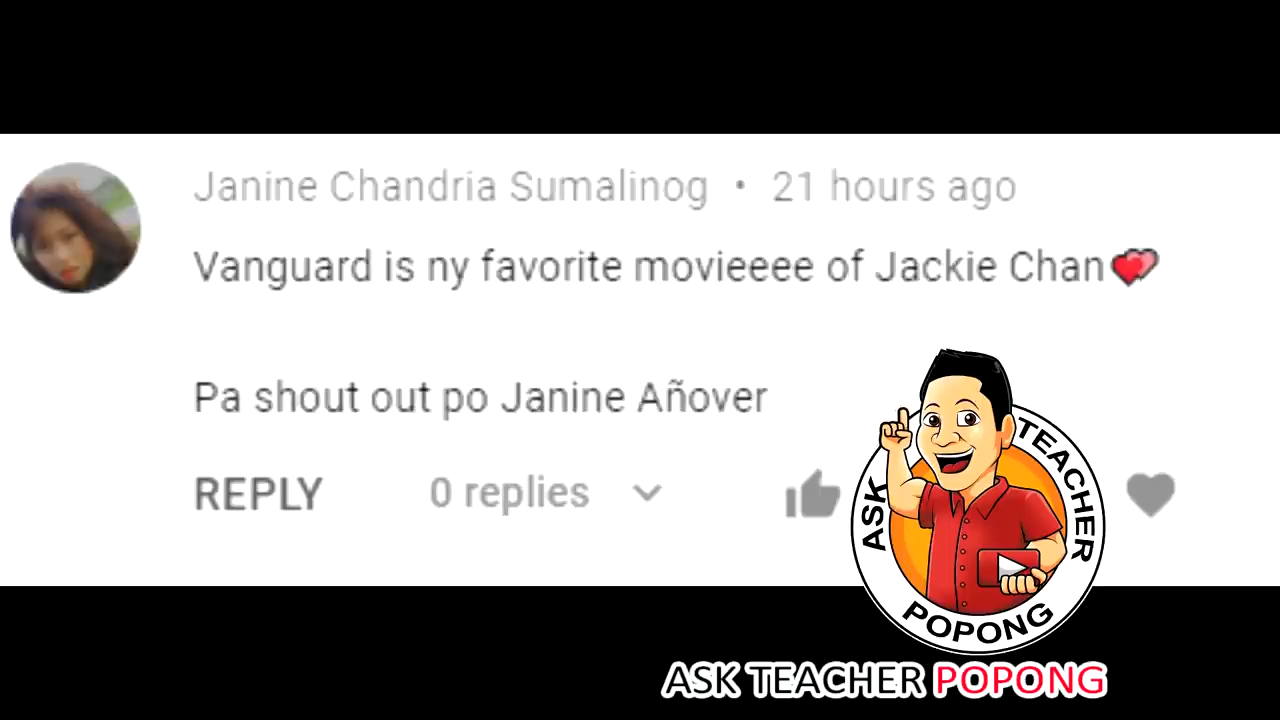 Janine Chandria Sumalinog • 21 hours ago
Vanguard is ny favorite movieeee of Jackie Chan💕
Pa shout out po Janine Añover
REPLY 0 replies
ASK TEACHER
POPONG
ASK TEACHER POPONG